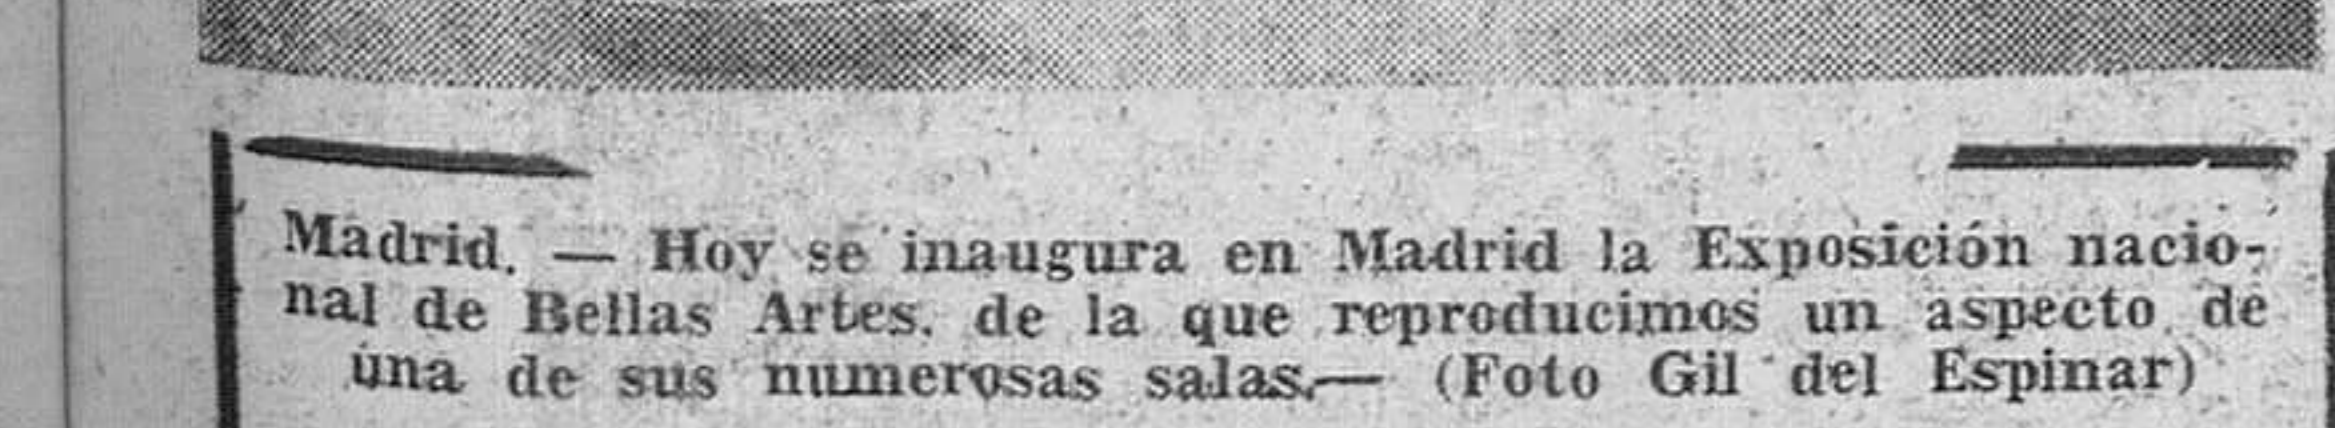 Madrid. — Hoy se inaugura en Madrid la Exposición nacio-
nal de Bellas Artes, de la que reproducimos un aspecto de
una de sus numerosas salas.— (Foto Gil del Espinar)